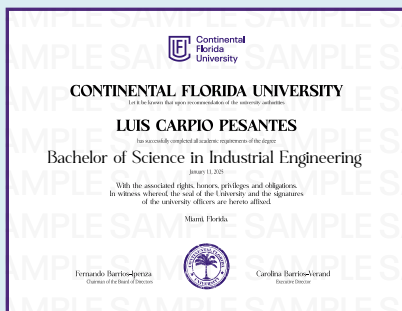 Continental
Florida
University
CONTINENTAL FLORIDA UNIVERSITY
Let it be known that upon recommendation of the university authorities
LUIS CARPIO PESANTES
has successfully completed all academic requirements of the degree
Bachelor of Science in Industrial Engineering
January 11, 2025
With the associated rights, honors, privileges and obligations.
In witness whereof, the seal of the University and the signatures
of the university officers are hereto affixed.
Miami, Florida
CONTINENTAL FLORIDA
UNIVERSITY
Fernando Barrios-Ipenza
Carolina Barrios-Verand
Chairman of the Board of Directors
Executive Director
SAMPLE SAMPLE SAMPLE